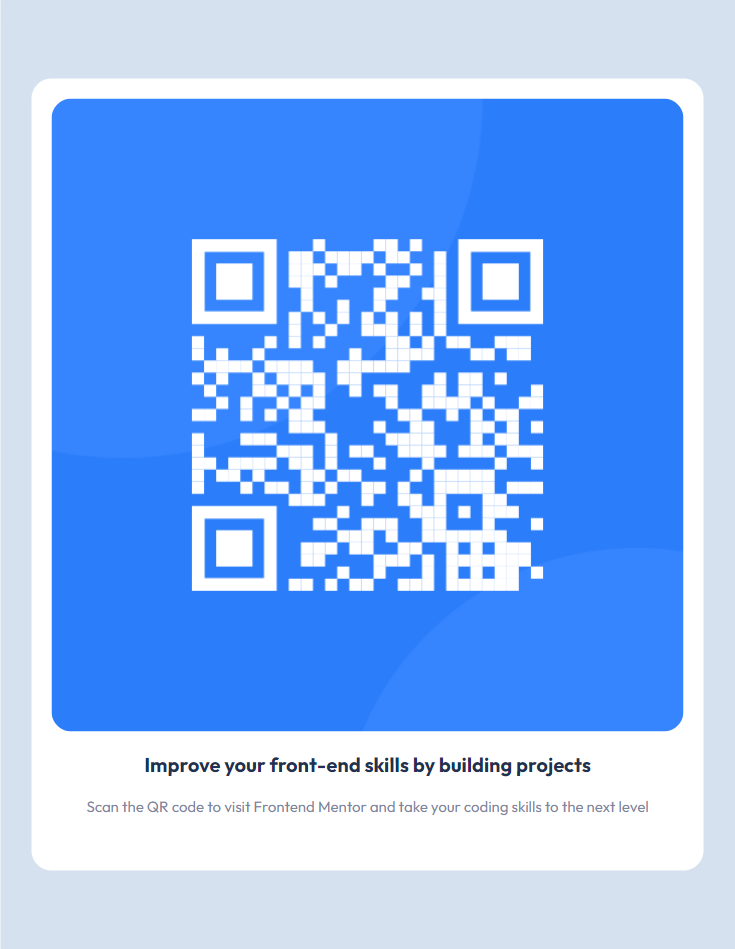 Improve your front-end skills by building projects
Scan the QR code to visit Frontend Mentor and take your coding skills to the next level